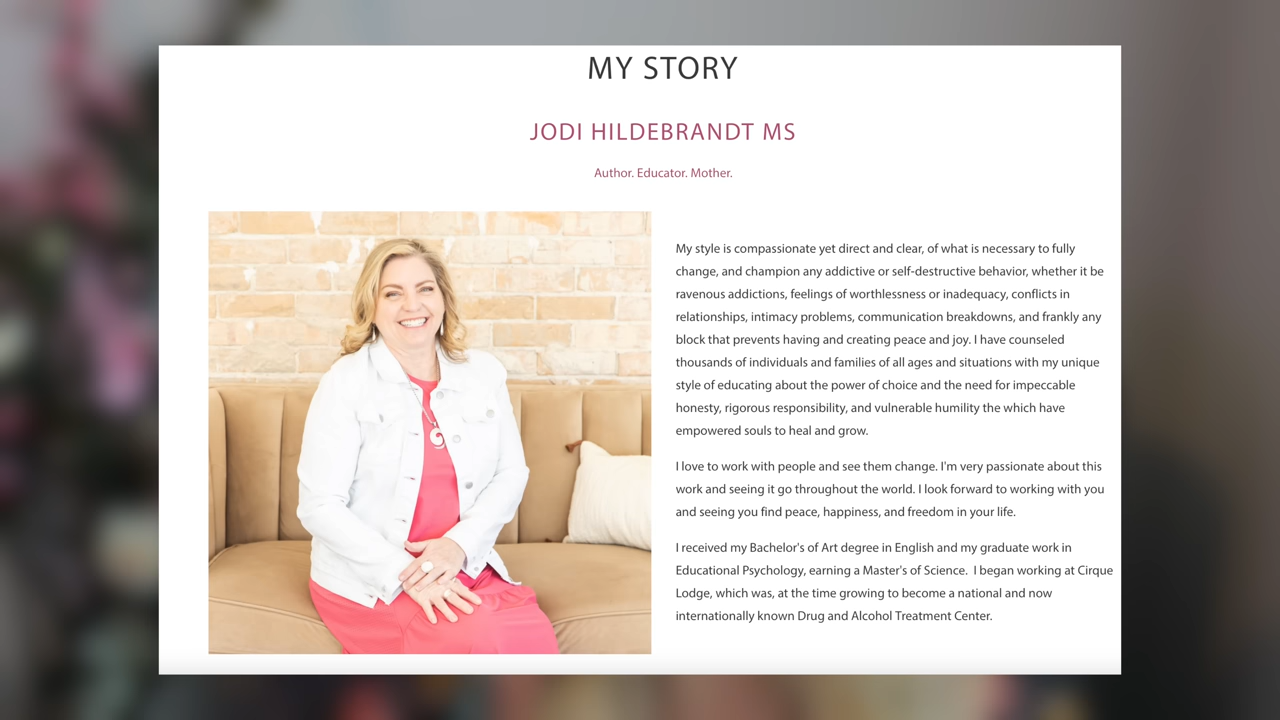 MY STORY
JODI HILDEBRANDT MS
Author. Educator. Mother.
My style is compassionate yet direct and clear, of what is necessary to fully
change, and champion any addictive or self-destructive behavior, whether it be
ravenous addictions, feelings of worthlessness or inadequacy, conflicts in
relationships, intimacy problems, communication breakdowns, and frankly any
block that prevents having and creating peace and joy. I have counseled
thousands of individuals and families of all ages and situations with my unique
style of educating about the power of choice and the need for impeccable
honesty, rigorous responsibility, and vulnerable humility the which have
empowered souls to heal and grow.
I love to work with people and see them change. I'm very passionate about this
work and seeing it go throughout the world. I look forward to working with you
and seeing you find peace, happiness, and freedom in your life.
I received my Bachelor's of Art degree in English and my graduate work in
Educational Psychology, earning a Master's of Science.  I began working at Cirque
Lodge, which was, at the time growing to become a national and now
internationally known Drug and Alcohol Treatment Center.